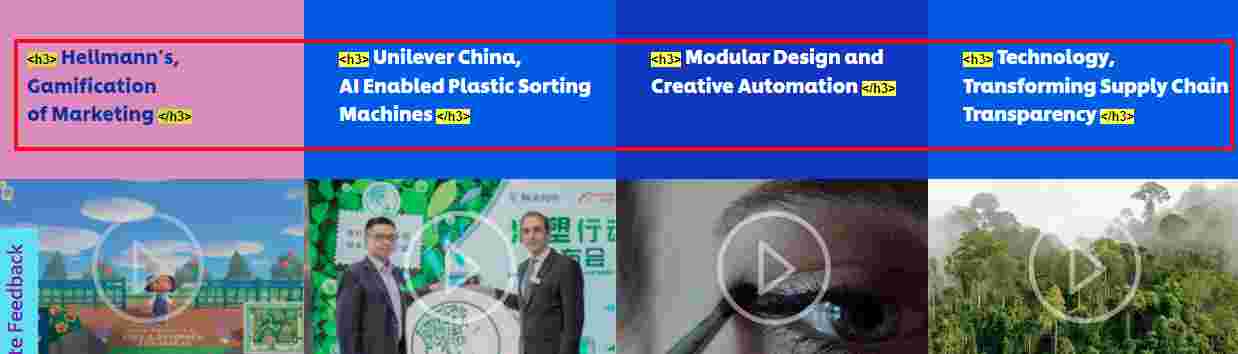 <h3> Hellmann's,
Gamification
of Marketing </h3>
<h3> Unilever China,
AI Enabled Plastic Sorting
Machines </h3>
<h3> Modular Design and
Creative Automation </h3>
<h3> Technology,
Transforming Supply Chain
Transparency </h3>
te Feedback
塑行动